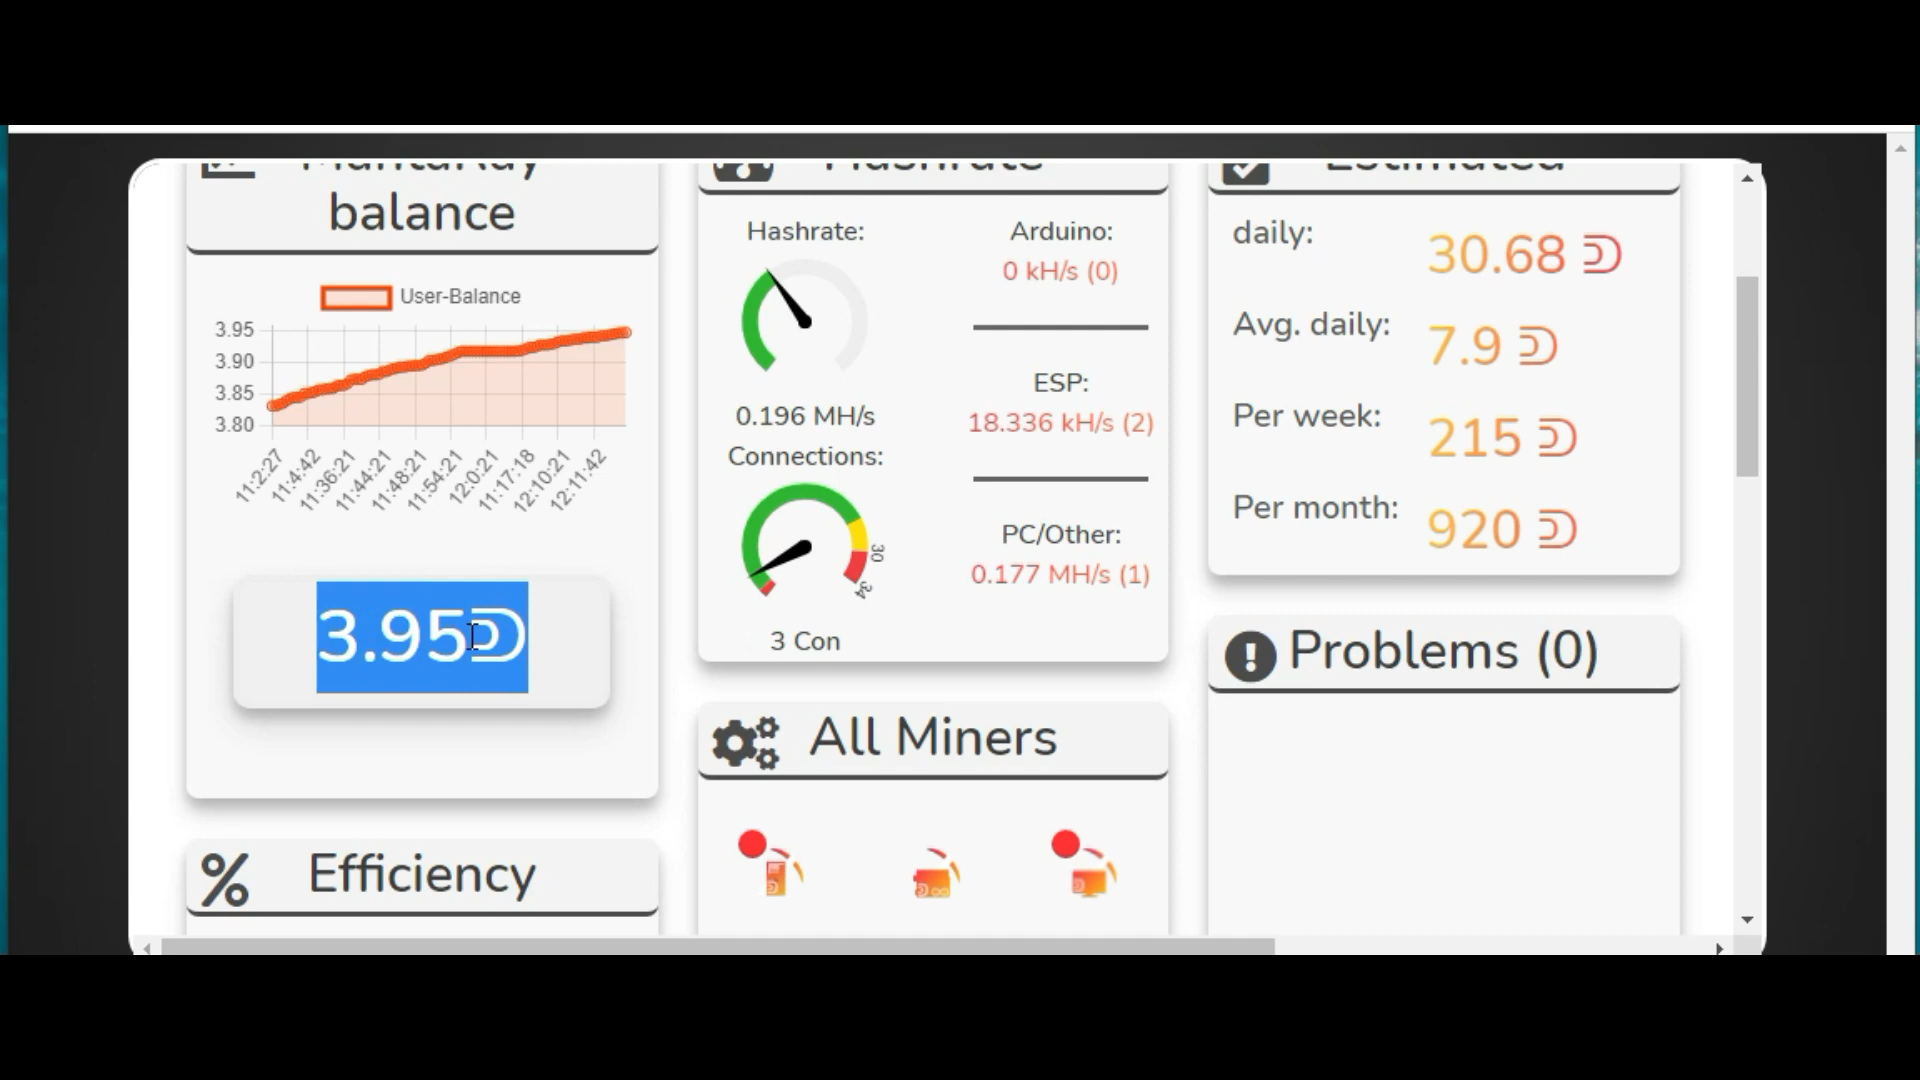 balance
User-Balance
3.95
3.90
3.85
3.80
11:2:27
11:4:42
11:36:21
11:44:21
11:48:21
11:54:21
12:0:21
11:17:18
12:10:21
12:11:42
3.95
Efficiency
Hashrate
Hashrate:
0.196 MH/s
Connections:
30
34
3 Con
Arduino:
0 kH/s (0)
ESP:
18.336 kH/s (2)
PC/Other:
0.177 MH/s (1)
All Miners
Estimated
daily:
30.68
Avg. daily:
7.9
Per week:
215
Per month:
920
Problems (0)